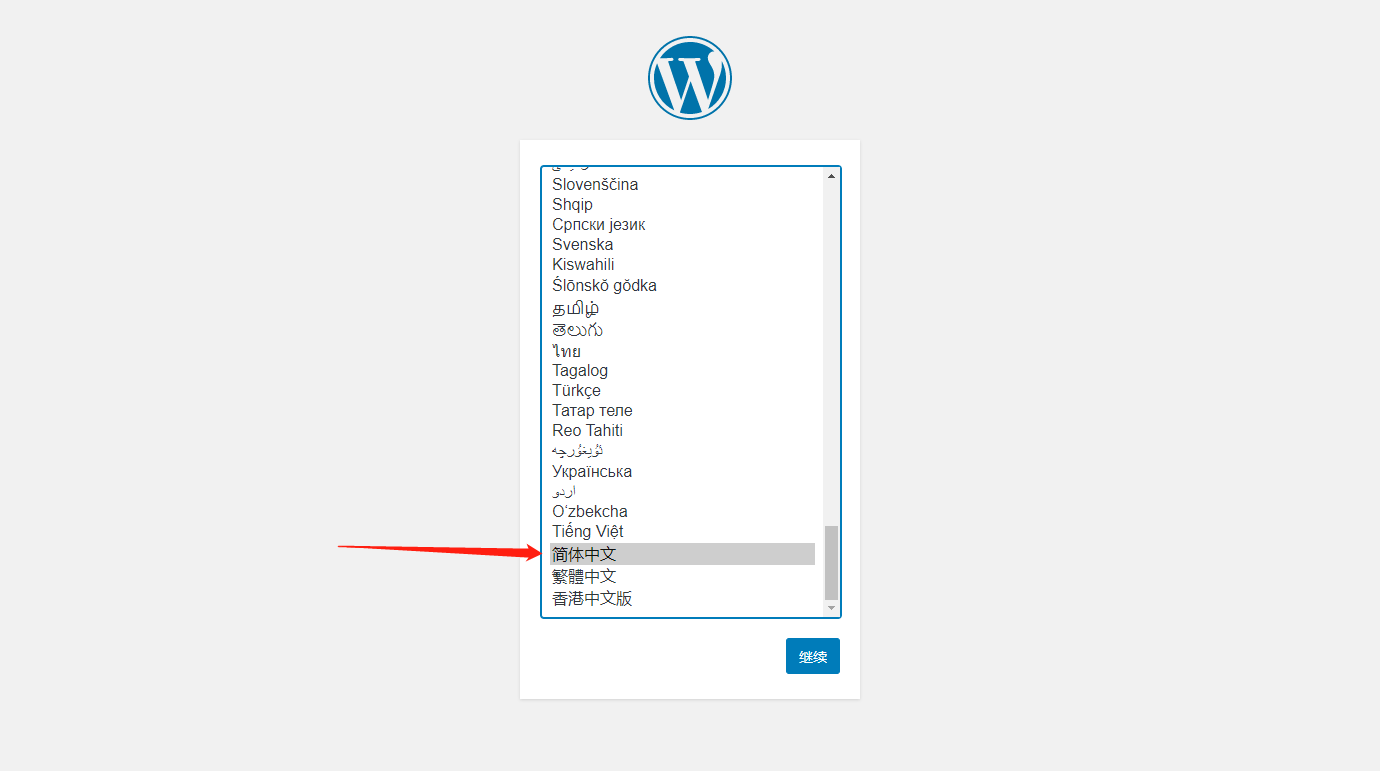 Slovenščina
Shqip
Српски језик
Svenska
Kiswahili
Ślōnskŏ gŏdka
தமிழ்
తెలుగు
ไทย
Tagalog
Türkçe
Татар теле
Reo Tahiti
ئۇيغۇرچە
Українська
اردو
O‘zbekcha
Tiếng Việt
简体中文
繁體中文
香港中文版
继续